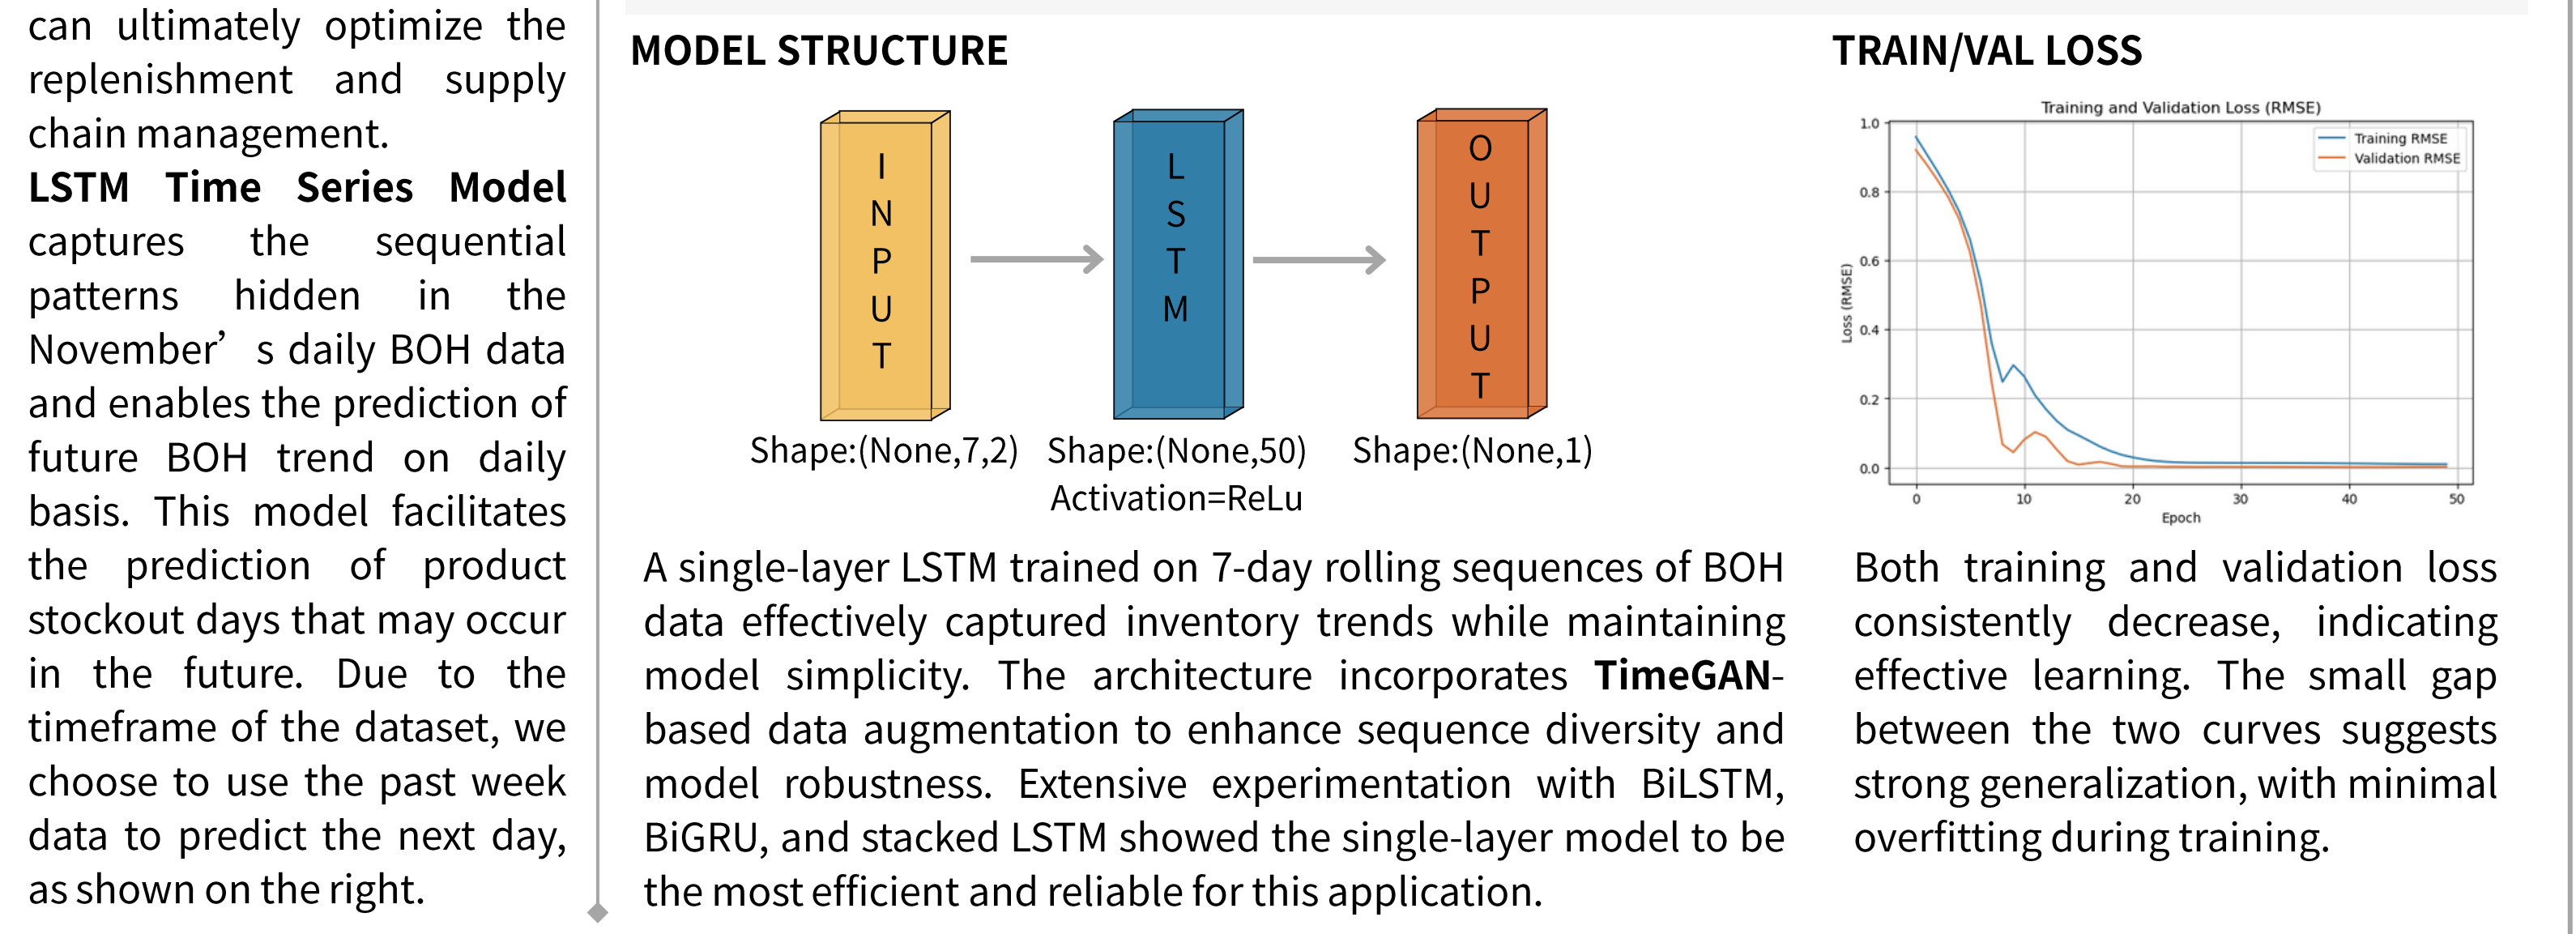 can ultimately optimize the
replenishment and supply
chain management.
LSTM Time Series Model
captures the sequential
patterns hidden in the
November’s daily BOH data
and enables the prediction of
future BOH trend on daily
basis. This model facilitates
the prediction of product
stockout days that may occur
in the future. Due to the
timeframe of the dataset, we
choose to use the past week
data to predict the next day,
as shown on the right.
MODEL STRUCTURE
INPUT
LSTM
OUTPUT
Shape:(None,7,2)
Shape:(None,50)
Activation=ReLu
Shape:(None,1)
A single-layer LSTM trained on 7-day rolling sequences of BOH
data effectively captured inventory trends while maintaining
model simplicity. The architecture incorporates TimeGAN-
based data augmentation to enhance sequence diversity and
model robustness. Extensive experimentation with BiLSTM,
BiGRU, and stacked LSTM showed the single-layer model to be
the most efficient and reliable for this application.
TRAIN/VAL LOSS
Training and Validation Loss (RMSE)
Training RMSE
Validation RMSE
Loss (RMSE)
1.0
0.8
0.6
0.4
0.2
0.0
0 10 20 30 40 50
Epoch
Both training and validation loss
consistently decrease, indicating
effective learning. The small gap
between the two curves suggests
strong generalization, with minimal
overfitting during training.